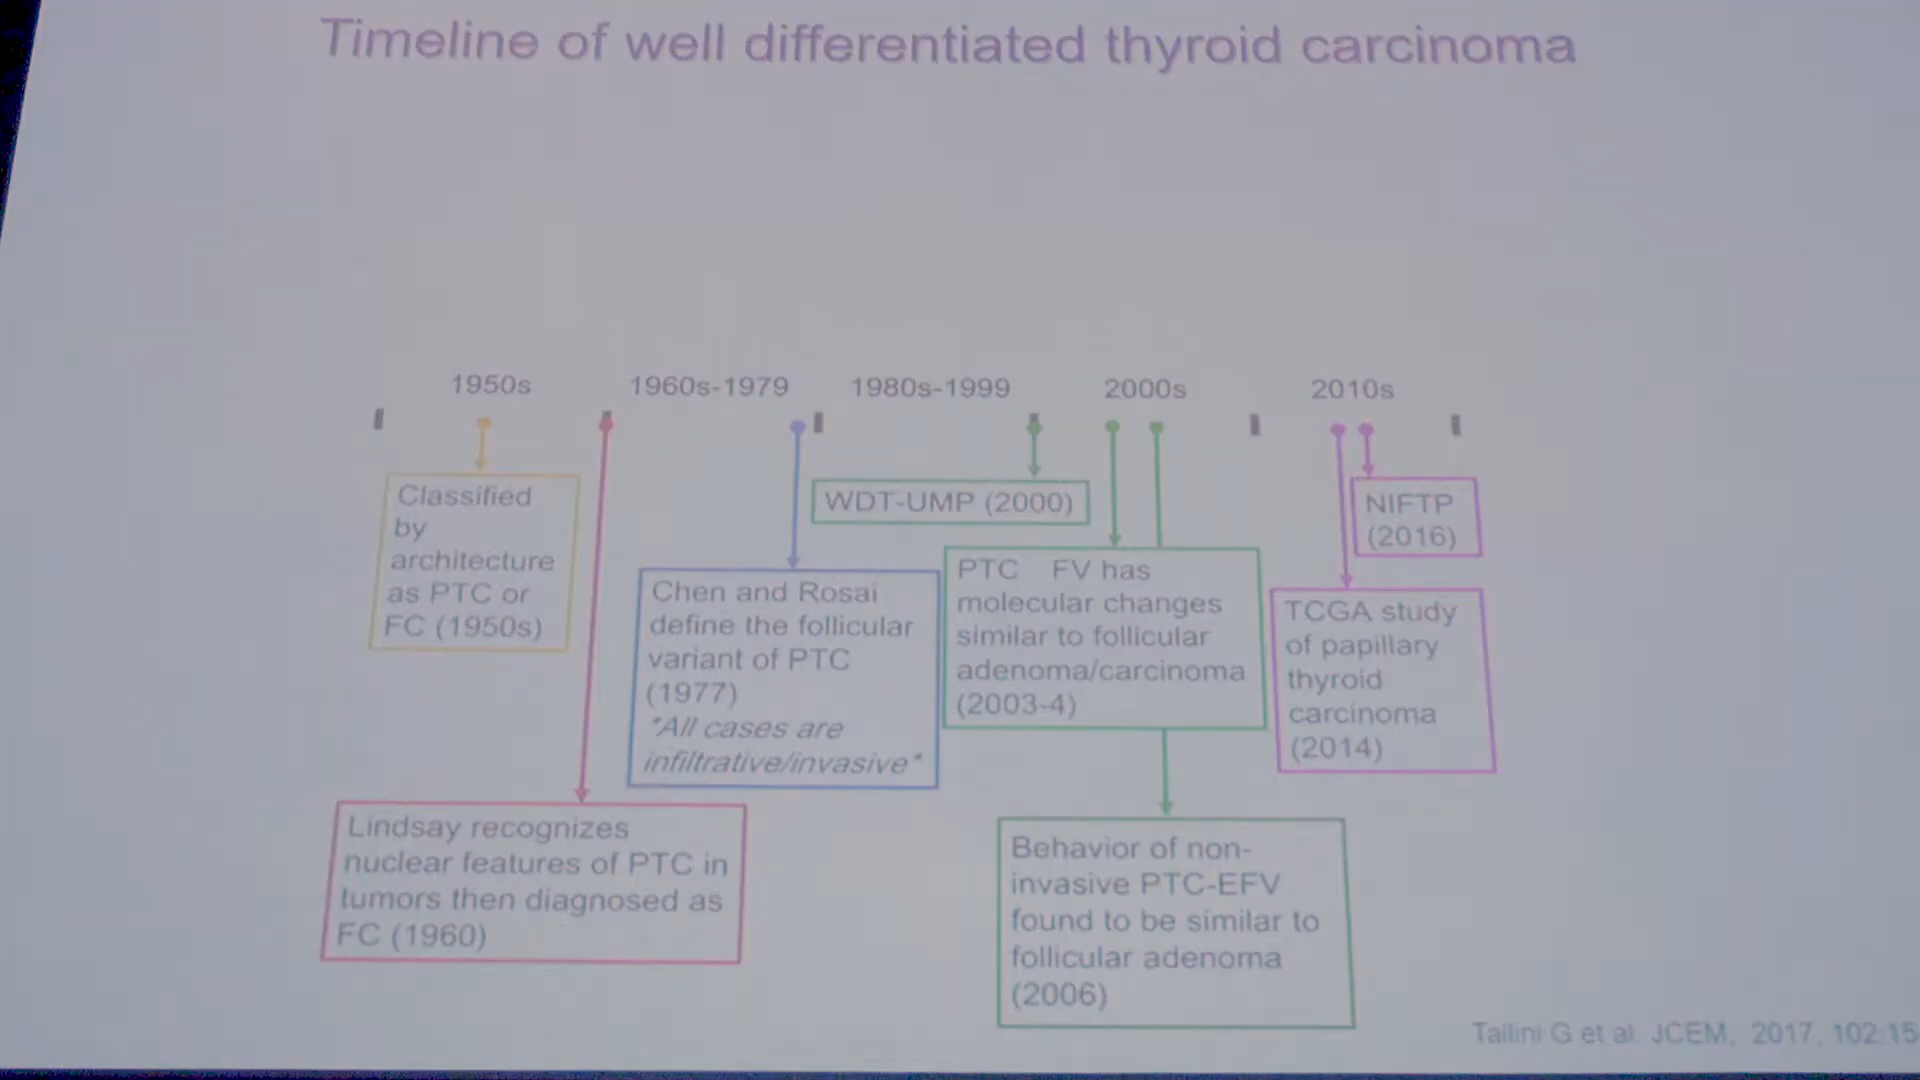 Timeline of well differentiated thyroid carcinoma
1950s
1960s-1979
1980s-1999
2000s
2010s
Classified
by
architecture
as PTC or
FC (1950s)
Lindsay recognizes
nuclear features of PTC in
tumors then diagnosed as
FC (1960)
Chen and Rosai
define the follicular
variant of PTC
(1977)
*All cases are
infiltrative/invasive*
WDT-UMP (2000)
PTC FV has
molecular changes
similar to follicular
adenoma/carcinoma
(2003-4)
Behavior of non-
invasive PTC-EFV
found to be similar to
follicular adenoma
(2006)
TCGA study
of papillary
thyroid
carcinoma
(2014)
NIFTP
(2016)
Tallini G et al. JCEM, 2017, 102:15